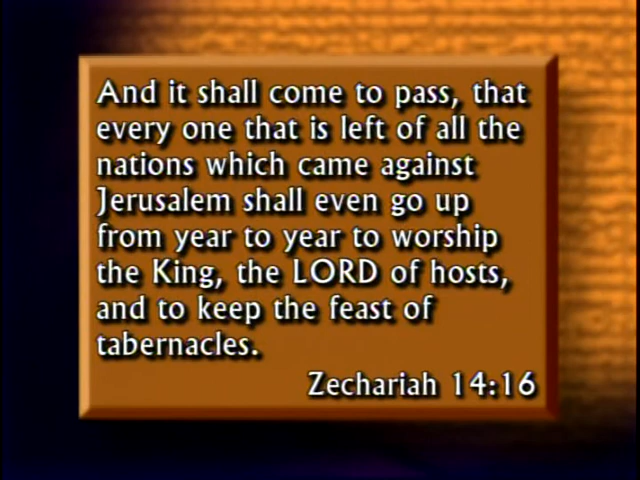 And it shall come to pass, that
every one that is left of all the
nations which came against
Jerusalem shall even go up
from year to year to worship
the King, the LORD of hosts,
and to keep the feast of
tabernacles.
Zechariah 14:16